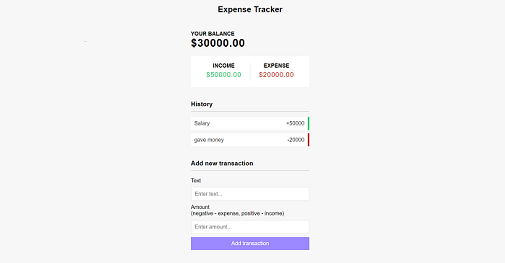 Expense Tracker
YOUR BALANCE
$30000.00
INCOME EXPENSE
$50000.00 $20000.00
History
Salary +50000
gave money -20000
Add new transaction
Text
Enter text...
Amount
(negative - expense, positive - income)
Enter amount...
Add transaction